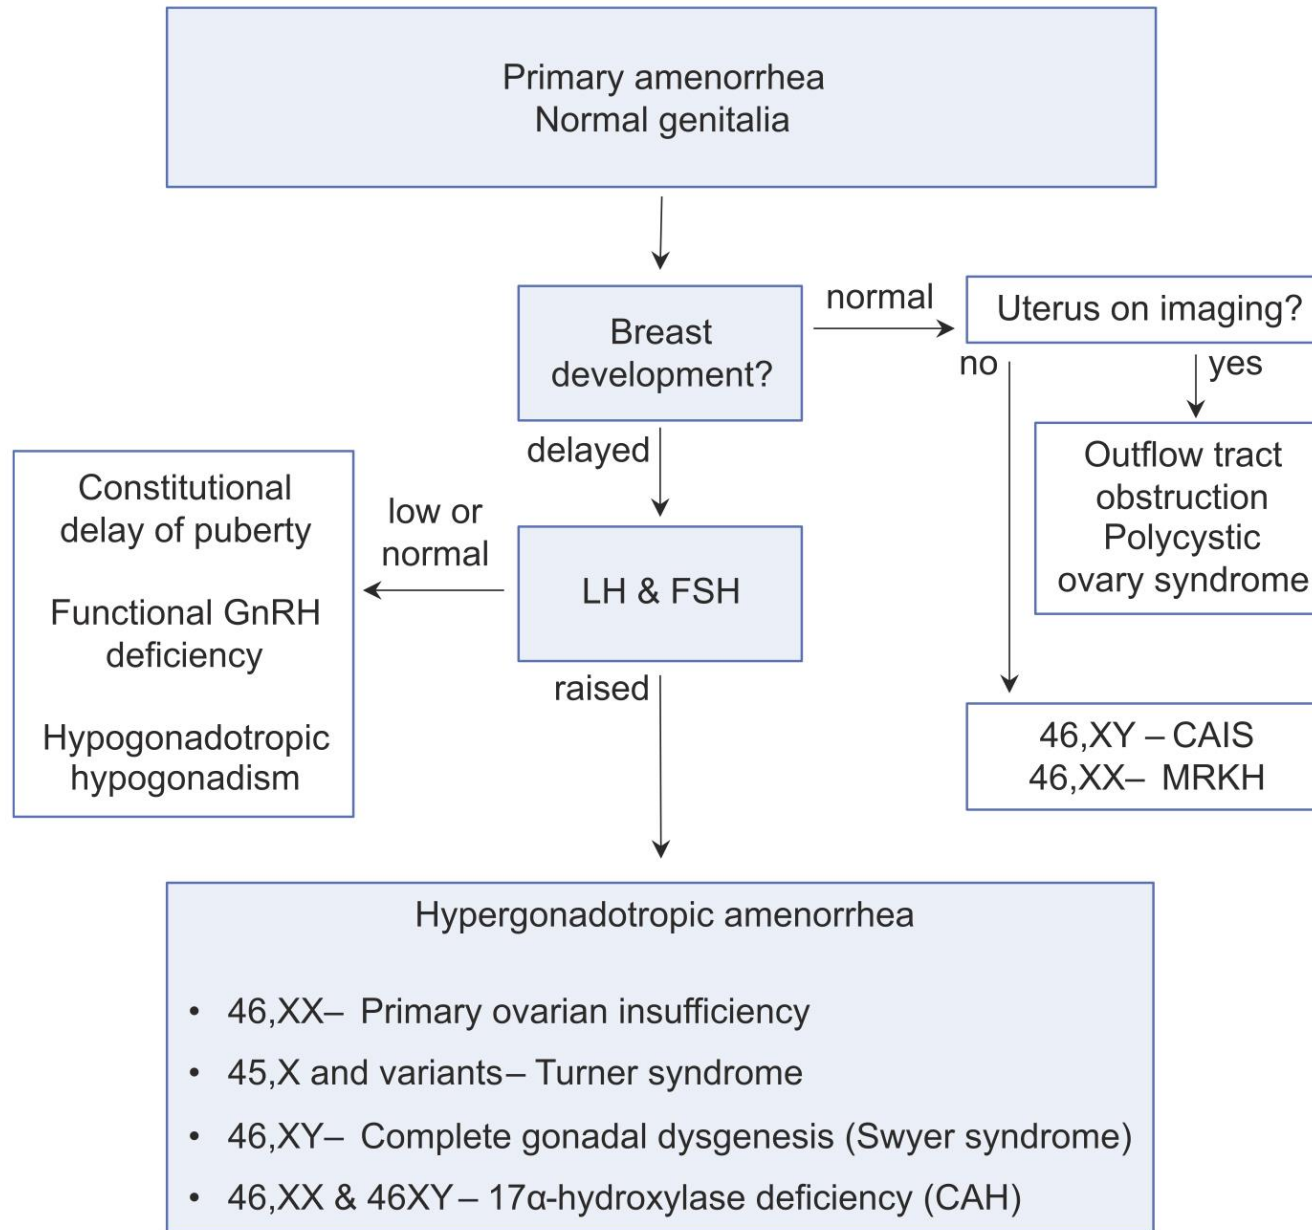 Primary amenorrhea
Normal genitalia
Breast
development?
normal
Uterus on imaging?
no
yes
Outflow tract
obstruction
Polycystic
ovary syndrome
46,XY – CAIS
46,XX– MRKH
delayed
LH & FSH
low or
normal
Constitutional
delay of puberty
Functional GnRH
deficiency
Hypogonadotropic
hypogonadism
raised
Hypergonadotropic amenorrhea
• 46,XX– Primary ovarian insufficiency
• 45,X and variants– Turner syndrome
• 46,XY– Complete gonadal dysgenesis (Swyer syndrome)
• 46,XX & 46XY – 17α-hydroxylase deficiency (CAH)